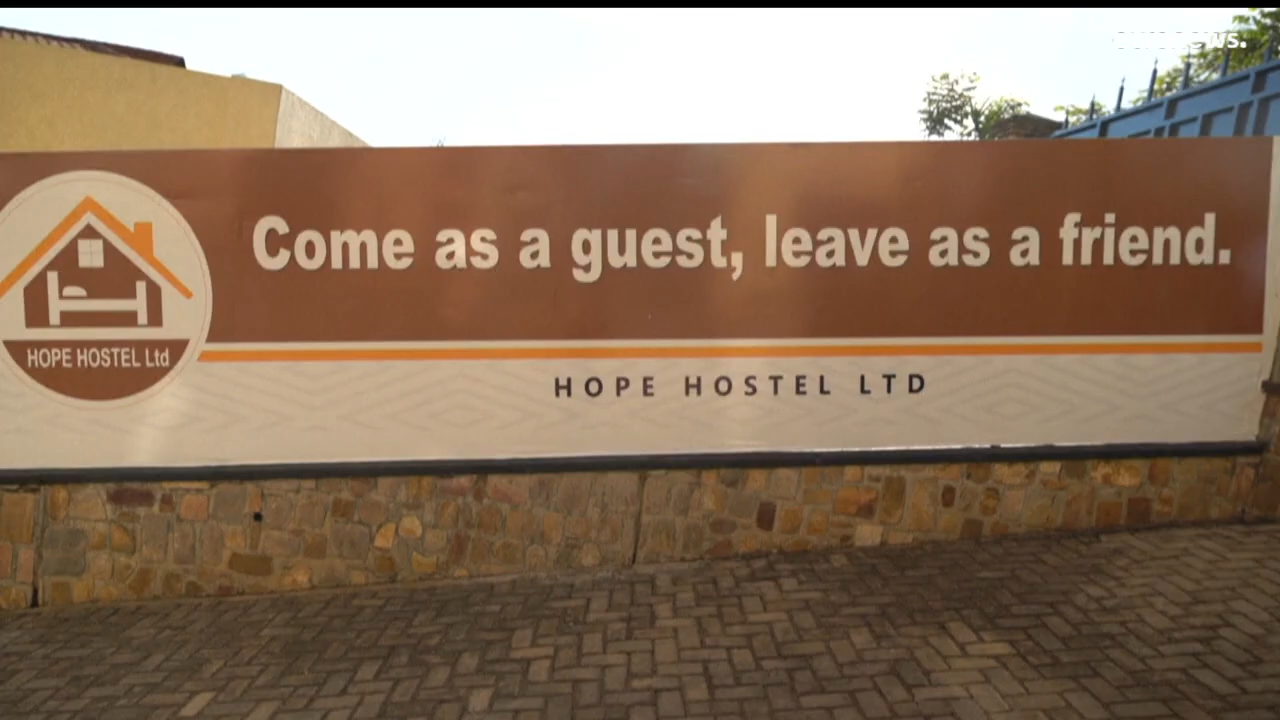 Come as a guest, leave as a friend.
HOPE HOSTEL Ltd
HOPE HOSTEL LTD